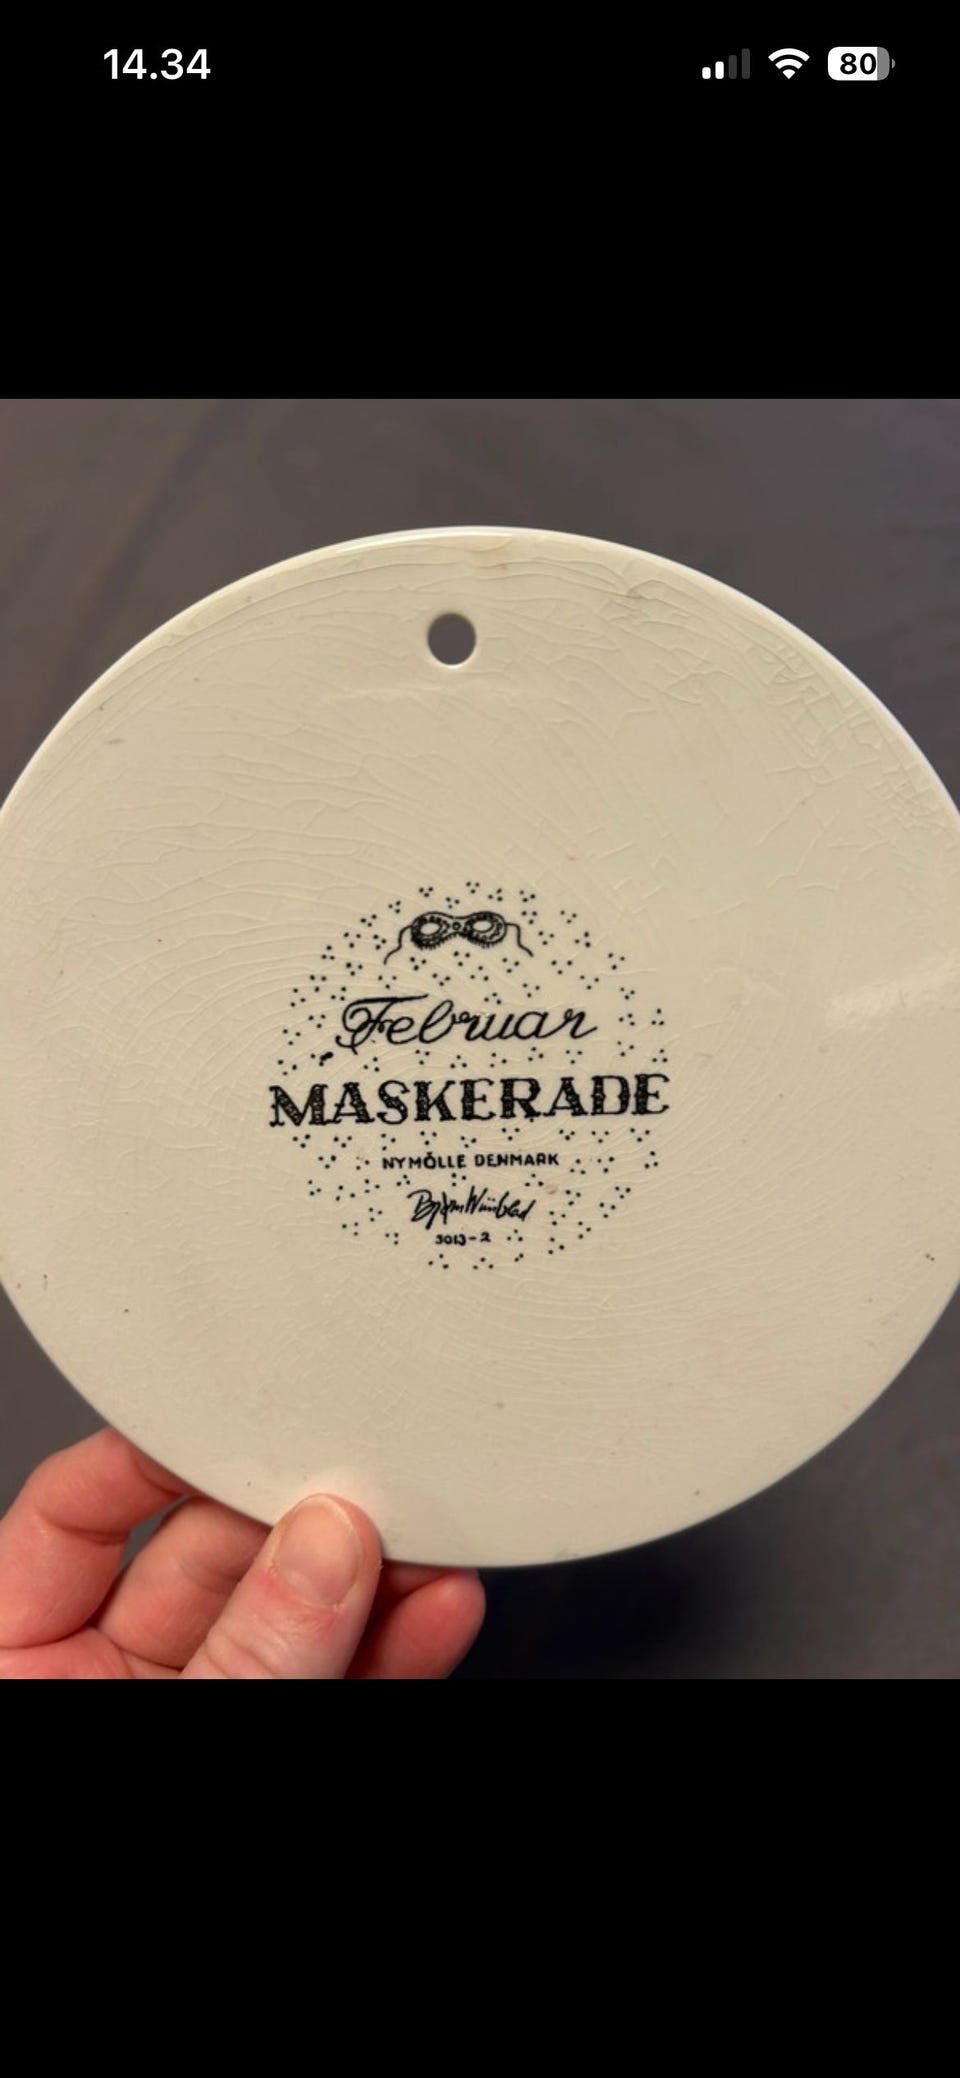 14.34
80
Februar
MASKERADE
NYMÖLLE DENMARK
Bjørn Wiinblad
3013-2